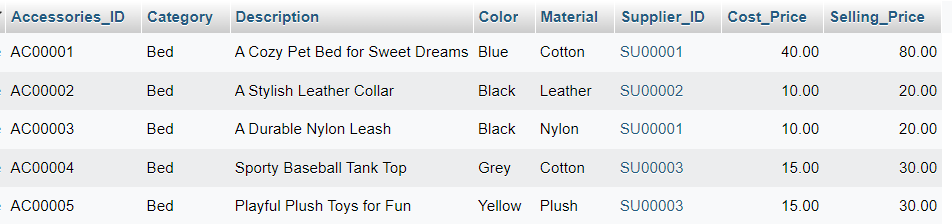 Accessories_ID Category Description Color Material Supplier_ID Cost_Price Selling_Price
AC00001 Bed A Cozy Pet Bed for Sweet Dreams Blue Cotton SU00001 40.00 80.00
AC00002 Bed A Stylish Leather Collar Black Leather SU00002 10.00 20.00
AC00003 Bed A Durable Nylon Leash Black Nylon SU00001 10.00 20.00
AC00004 Bed Sporty Baseball Tank Top Grey Cotton SU00003 15.00 30.00
AC00005 Bed Playful Plush Toys for Fun Yellow Plush SU00003 15.00 30.00